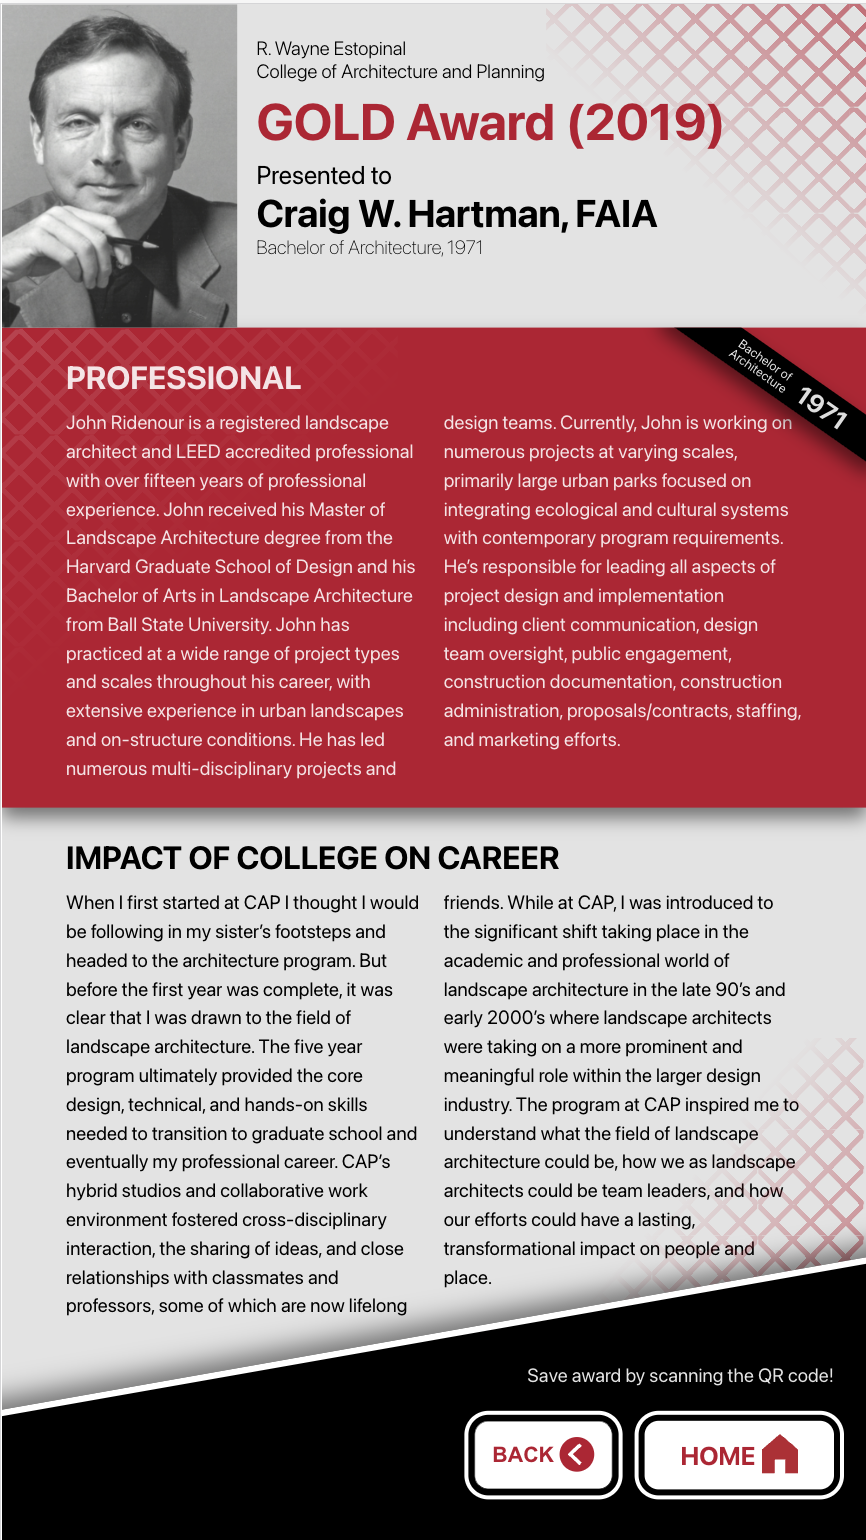 R. Wayne Estopinal
College of Architecture and Planning
GOLD Award (2019)
Presented to
Craig W. Hartman, FAIA
Bachelor of Architecture, 1971
Bachelor of
Architecture
1971
PROFESSIONAL
John Ridenour is a registered landscape
architect and LEED accredited professional
with over fifteen years of professional
experience. John received his Master of
Landscape Architecture degree from the
Harvard Graduate School of Design and his
Bachelor of Arts in Landscape Architecture
from Ball State University. John has
practiced at a wide range of project types
and scales throughout his career, with
extensive experience in urban landscapes
and on-structure conditions. He has led
numerous multi-disciplinary projects and
design teams. Currently, John is working on
numerous projects at varying scales,
primarily large urban parks focused on
integrating ecological and cultural systems
with contemporary program requirements.
He’s responsible for leading all aspects of
project design and implementation
including client communication, design
team oversight, public engagement,
construction documentation, construction
administration, proposals/contracts, staffing,
and marketing efforts.
IMPACT OF COLLEGE ON CAREER
When I first started at CAP I thought I would
be following in my sister’s footsteps and
headed to the architecture program. But
before the first year was complete, it was
clear that I was drawn to the field of
landscape architecture. The five year
program ultimately provided the core
design, technical, and hands-on skills
needed to transition to graduate school and
eventually my professional career. CAP’s
hybrid studios and collaborative work
environment fostered cross-disciplinary
interaction, the sharing of ideas, and close
relationships with classmates and
professors, some of which are now lifelong
friends. While at CAP, I was introduced to
the significant shift taking place in the
academic and professional world of
landscape architecture in the late 90’s and
early 2000’s where landscape architects
were taking on a more prominent and
meaningful role within the larger design
industry. The program at CAP inspired me to
understand what the field of landscape
architecture could be, how we as landscape
architects could be team leaders, and how
our efforts could have a lasting,
transformational impact on people and
place.
Save award by scanning the QR code!
BACK
HOME